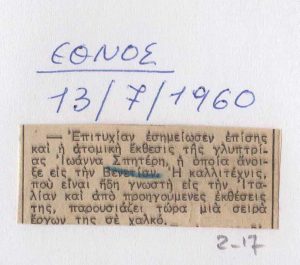 ΕΘΝΟΣ
13/7/1960
— Ἐπιτυχίαν ἐσημείωσεν ἐπίσης
καὶ ἡ ἀτομικὴ ἔκθεσις τῆς γλυπτρί-
ας Ἰωάννα Σπητέρη, ἡ ὁποία ἄνοι-
ξε εἰς τὴν Βενετίαν. Ἡ καλλιτέχνις,
ποὺ εἶναι ἤδη γνωστὴ εἰς τὴν Ἰτα-
λίαν καὶ ἀπὸ προηγουμένες ἐκθέσεις
της, παρουσιάζει τώρα μιὰ σειρὰ
ἔργων της σὲ χαλκό.
2-17